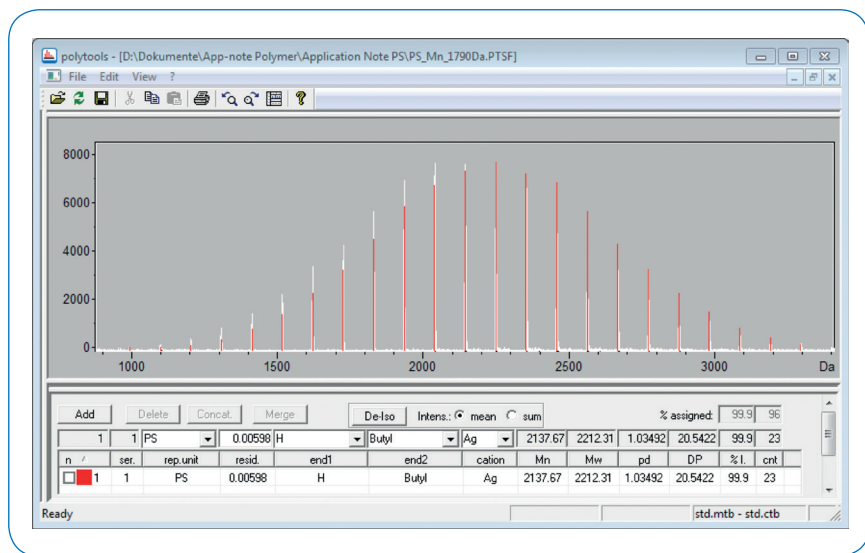 polytools - [D:\Dokumente\App-note Polymer\Application Note PS\PS_Mn_1790Da.PTSF]
File Edit View ?
8000
6000
4000
2000
0
1000 1500 2000 2500 3000 Da
Add Delete Concat. Merge De-Iso Intens.: mean sum % assigned: 99.9 96
1 1 PS 0.00598 H Butyl Ag 2137.67 2212.31 1.03492 20.5422 99.9 23
n / ser. rep.unit resid. end1 end2 cation Mn Mw pd DP % I. cnt
1 1 PS 0.00598 H Butyl Ag 2137.67 2212.31 1.03492 20.5422 99.9 23
Ready std.mtb - std.ctb